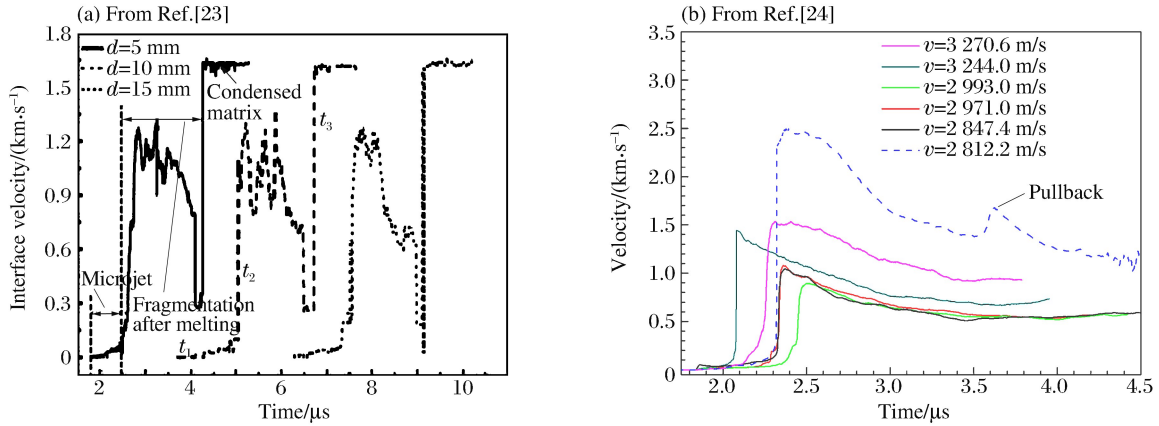 (a) From Ref.[23]
1.8
1.5
1.2
0.9
0.6
0.3
0
Interface velocity/(km·s⁻¹)
d=5 mm
d=10 mm
d=15 mm
Condensed
matrix
t₃
t₂
t₁
Microjet
Fragmentation
after melting
2
4
6
8
10
Time/μs
(b) From Ref.[24]
3.5
3.0
2.5
2.0
1.5
1.0
0.5
0
Velocity/(km·s⁻¹)
v=3 270.6 m/s
v=3 244.0 m/s
v=2 993.0 m/s
v=2 971.0 m/s
v=2 847.4 m/s
v=2 812.2 m/s
Pullback
2.0
2.5
3.0
3.5
4.0
4.5
Time/μs